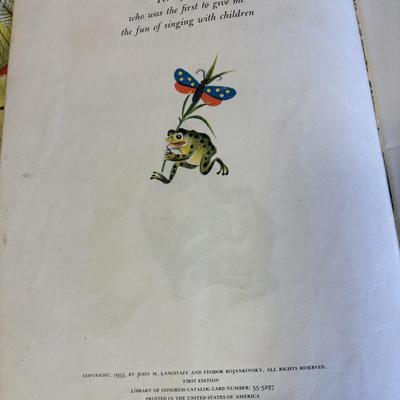 who was the first to give me
the fun of singing with children
COPYRIGHT, 1955, BY JOHN M. LANGSTAFF AND FEODOR ROJANKOVSKY. ALL RIGHTS RESERVED.
FIRST EDITION
LIBRARY OF CONGRESS CATALOG CARD NUMBER: 55-5237
PRINTED IN THE UNITED STATES OF AMERICA